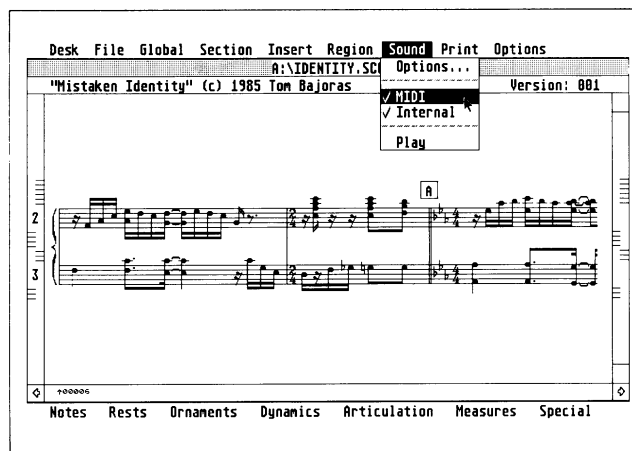 Desk File Global Section Insert Region Sound Print Options
A:\IDENTITY.SC
Options...
"Mistaken Identity" (c) 1985 Tom Bajoras
Version: 001
✓ MIDI
✓ Internal
Play
A
2
3
↑00006
Notes Rests Ornaments Dynamics Articulation Measures Special